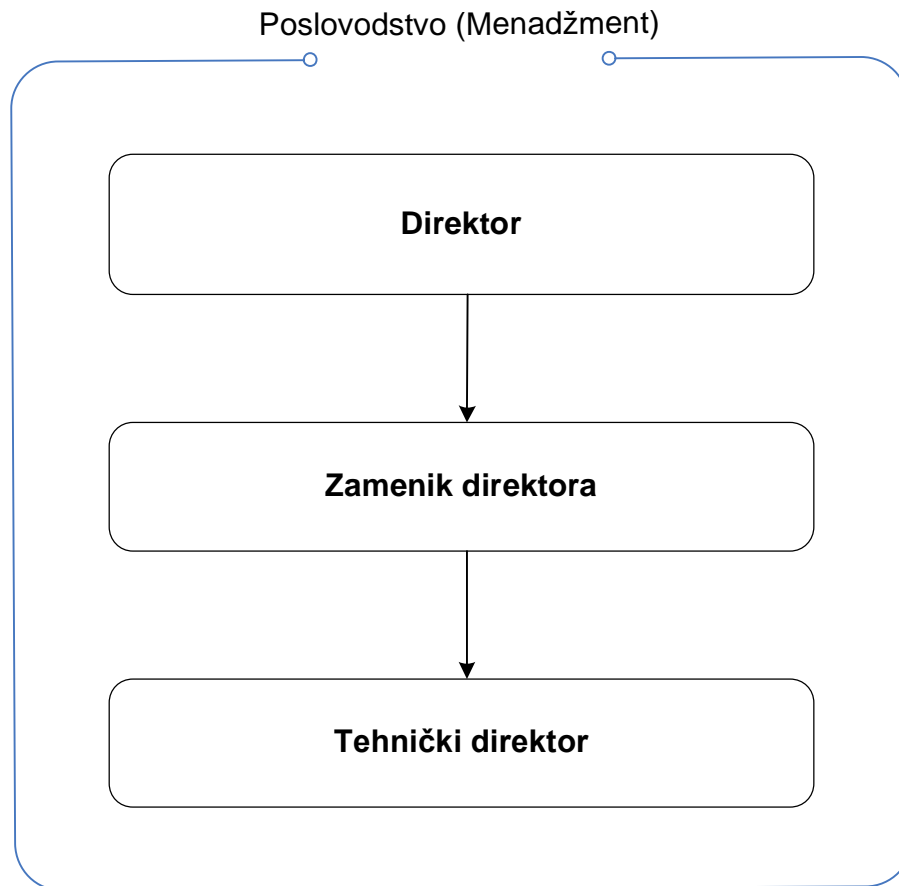 Poslovodstvo (Menadžment)
Direktor
Zamenik direktora
Tehnički direktor